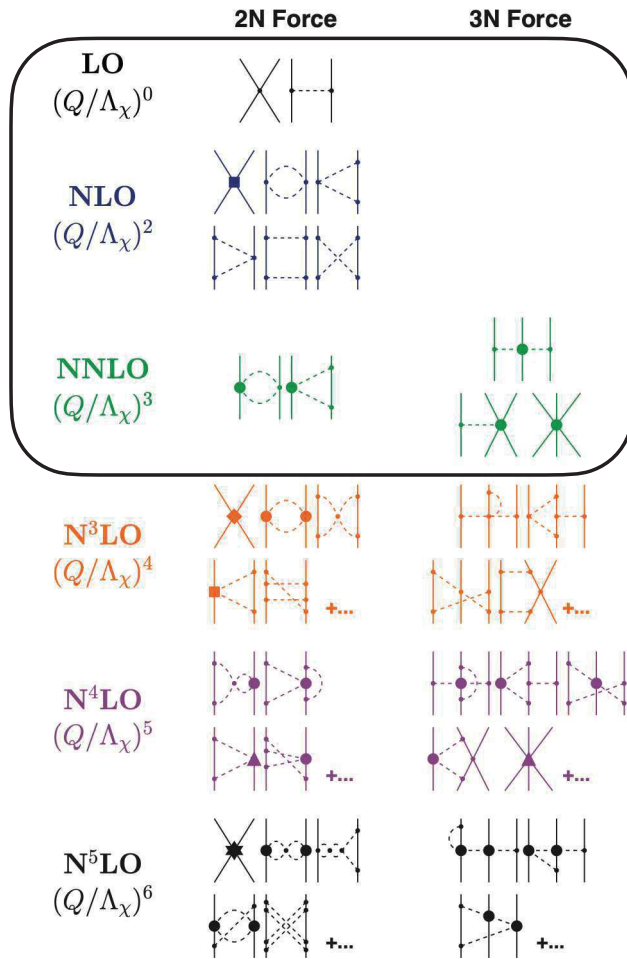 2N Force 3N Force
LO
(Q/Λχ)⁰
NLO
(Q/Λχ)²
NNLO
(Q/Λχ)³
N³LO
(Q/Λχ)⁴
+... +...
N⁴LO
(Q/Λχ)⁵
+... +...
N⁵LO
(Q/Λχ)⁶
+... +...